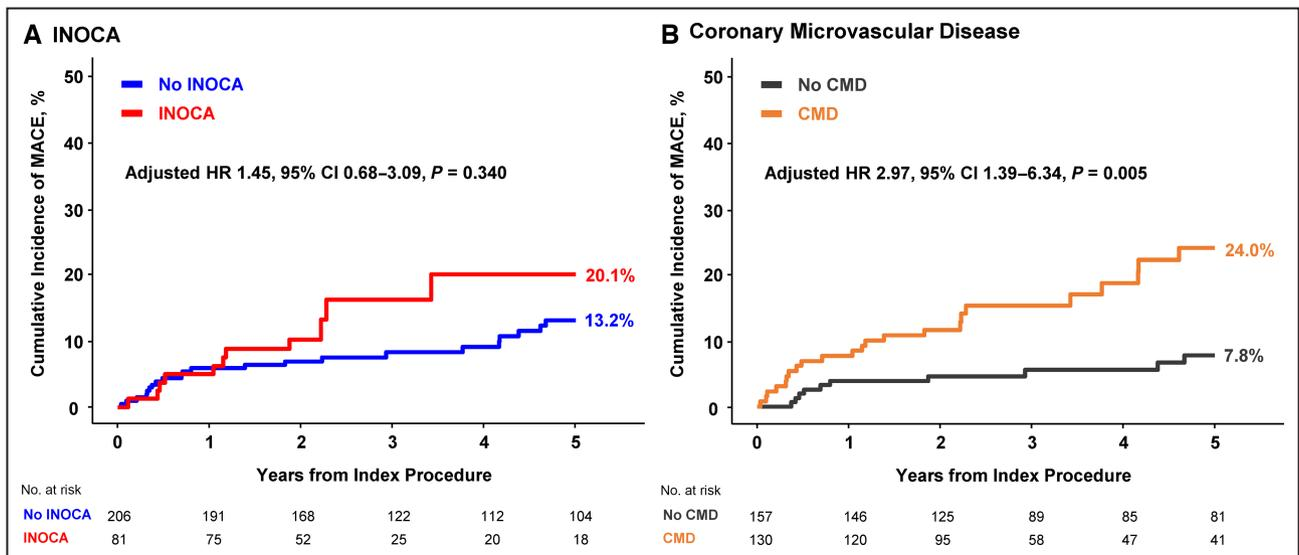 A INOCA
No INOCA
INOCA
Adjusted HR 1.45, 95% CI 0.68–3.09, P = 0.340
Cumulative Incidence of MACE, %
50
40
30
20
10
0
20.1%
13.2%
0 1 2 3 4 5
Years from Index Procedure
No. at risk
No INOCA 206 191 168 122 112 104
INOCA 81 75 52 25 20 18
B Coronary Microvascular Disease
No CMD
CMD
Adjusted HR 2.97, 95% CI 1.39–6.34, P = 0.005
Cumulative Incidence of MACE, %
50
40
30
20
10
0
24.0%
7.8%
0 1 2 3 4 5
Years from Index Procedure
No. at risk
No CMD 157 146 125 89 85 81
CMD 130 120 95 58 47 41